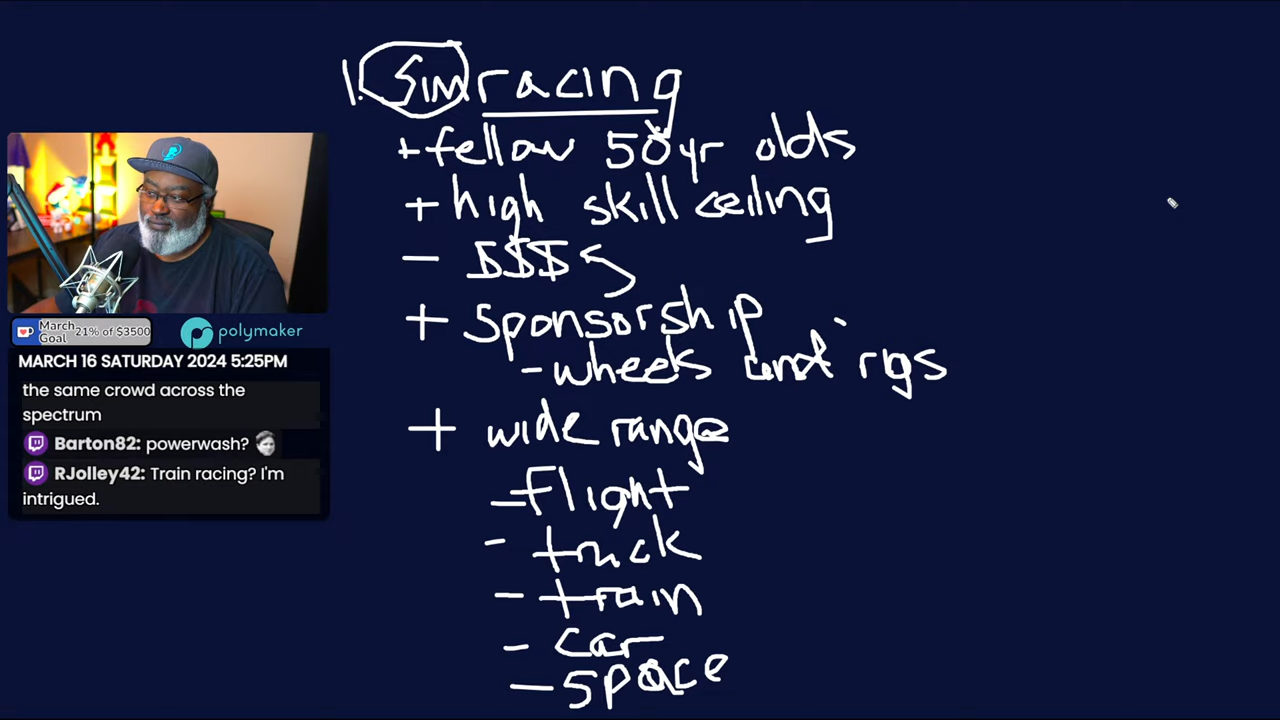 1. Sim racing
+ fellow 50yr olds
+ high skill ceiling
- $$$
+ sponsorship
- wheels and rigs
+ wide range
- flight
- truck
- train
- car
- space
March Goal 21% of $3500
polymaker
MARCH 16 SATURDAY 2024 5:25PM
the same crowd across the
spectrum
Barton82: powerwash?
RJolley42: Train racing? I'm
intrigued.